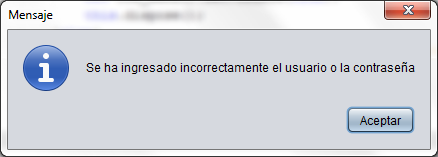 Mensaje
Se ha ingresado incorrectamente el usuario o la contraseña
Aceptar